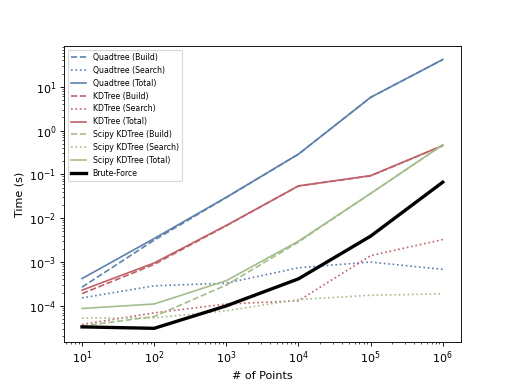 Quadtree (Build)
Quadtree (Search)
Quadtree (Total)
KDTree (Build)
KDTree (Search)
KDTree (Total)
Scipy KDTree (Build)
Scipy KDTree (Search)
Scipy KDTree (Total)
Brute-Force
Time (s)
10¹
10⁰
10⁻¹
10⁻²
10⁻³
10⁻⁴
10¹ 10² 10³ 10⁴ 10⁵ 10⁶
# of Points